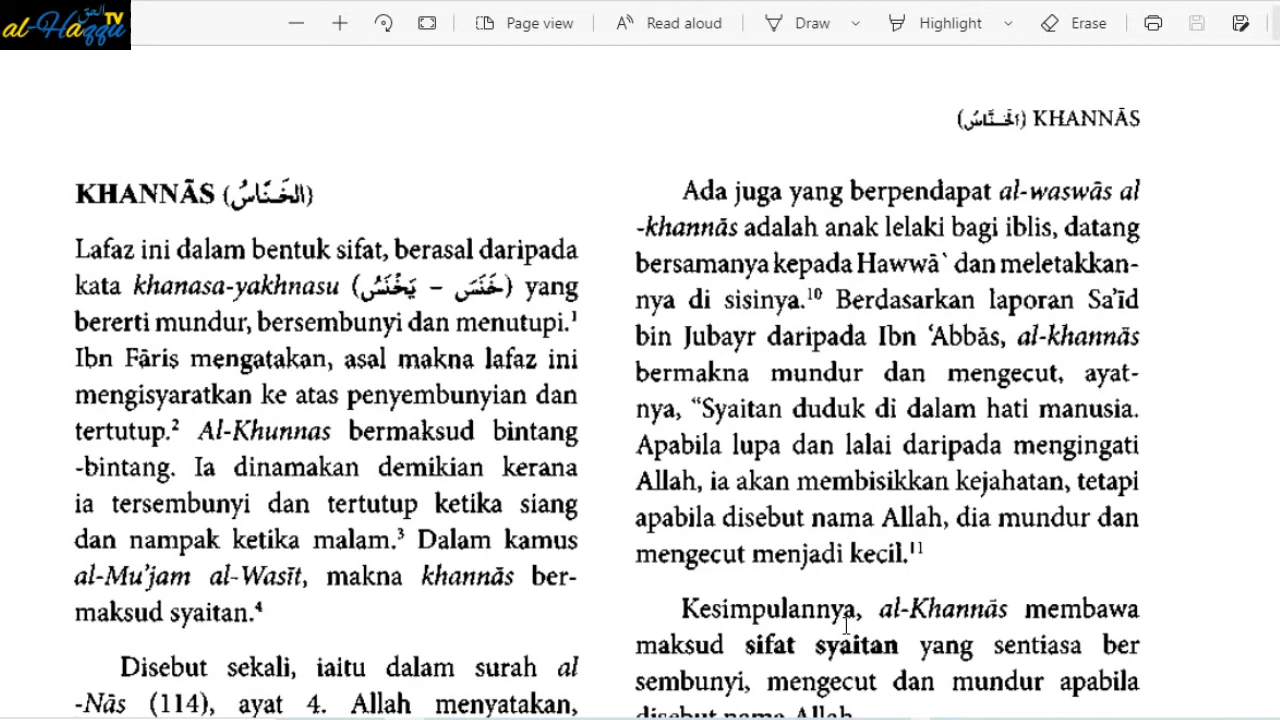 الحق TV
al-Haqqu
Page view
Read aloud
Draw
Highlight
Erase
(الْخَنَّاسُ) KHANNĀS
KHANNĀS (الخَنَّاسُ)
Lafaz ini dalam bentuk sifat, berasal daripada
kata khanasa-yakhnasu (خَنَسَ – يَخْنَسُ) yang
bererti mundur, bersembunyi dan menutupi.¹
Ibn Fāris mengatakan, asal makna lafaz ini
mengisyaratkan ke atas penyembunyian dan
tertutup.² Al-Khunnas bermaksud bintang
-bintang. Ia dinamakan demikian kerana
ia tersembunyi dan tertutup ketika siang
dan nampak ketika malam.³ Dalam kamus
al-Mu’jam al-Wasīt, makna khannās ber-
maksud syaitan.⁴
Disebut sekali, iaitu dalam surah al
-Nās (114), ayat 4. Allah menyatakan,
Ada juga yang berpendapat al-waswās al
-khannās adalah anak lelaki bagi iblis, datang
bersamanya kepada Hawwā` dan meletakkan-
nya di sisinya.¹⁰ Berdasarkan laporan Sa’īd
bin Jubayr daripada Ibn ‘Abbās, al-khannās
bermakna mundur dan mengecut, ayat-
nya, “Syaitan duduk di dalam hati manusia.
Apabila lupa dan lalai daripada mengingati
Allah, ia akan membisikkan kejahatan, tetapi
apabila disebut nama Allah, dia mundur dan
mengecut menjadi kecil.¹¹
Kesimpulannya, al-Khannās membawa
maksud sifat syaitan yang sentiasa ber
sembunyi, mengecut dan mundur apabila
disebut nama Allah